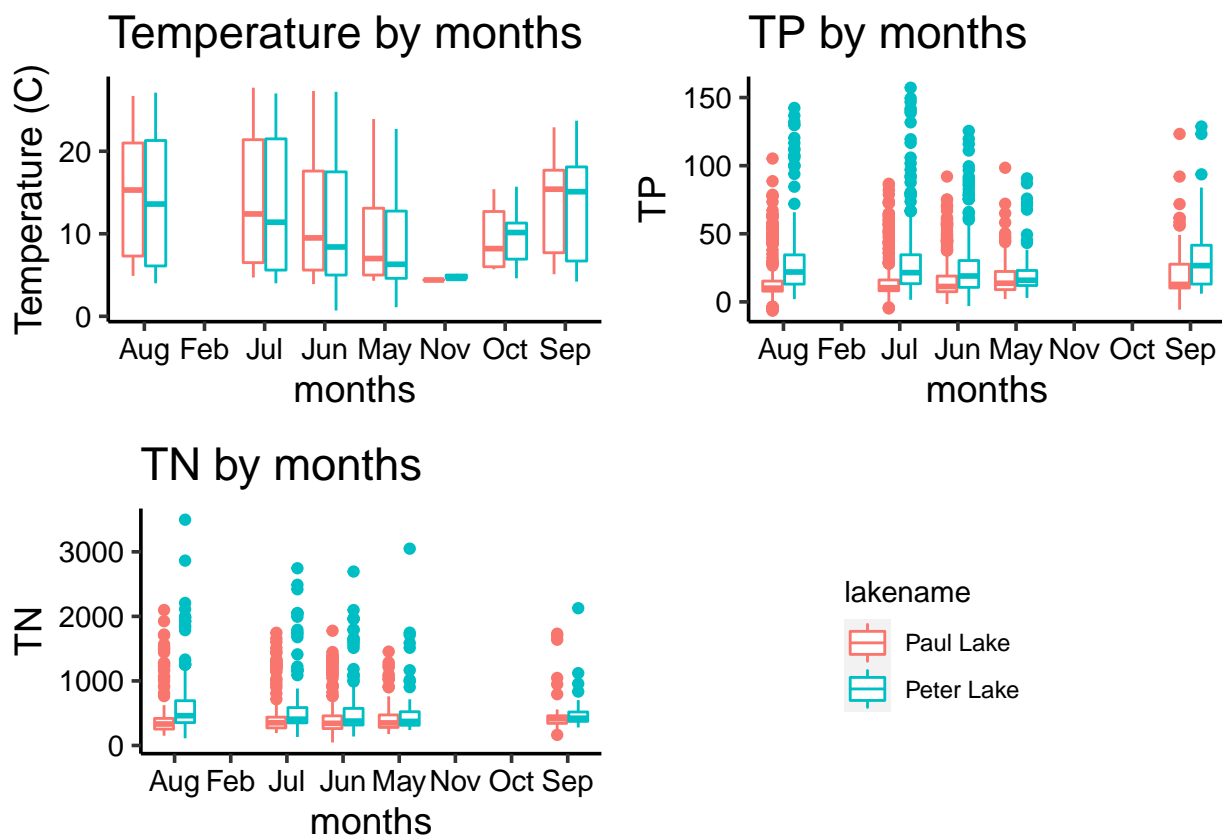 Temperature by months
Temperature (C)
20
10
0
Aug Feb Jul Jun May Nov Oct Sep
months
TP by months
TP
150
100
50
0
Aug Feb Jul Jun May Nov Oct Sep
months
TN by months
TN
3000
2000
1000
0
Aug Feb Jul Jun May Nov Oct Sep
months
lakename
Paul Lake
Peter Lake